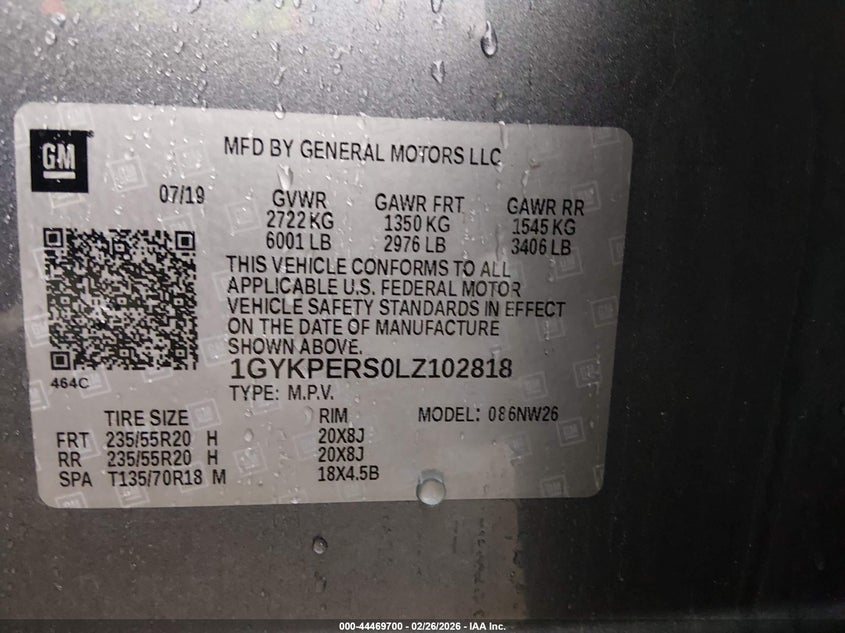 GM
MFD BY GENERAL MOTORS LLC
07/19
GVWR GAWR FRT GAWR RR
2722 KG 1350 KG 1545 KG
6001 LB 2976 LB 3406 LB
THIS VEHICLE CONFORMS TO ALL
APPLICABLE U.S. FEDERAL MOTOR
VEHICLE SAFETY STANDARDS IN EFFECT
ON THE DATE OF MANUFACTURE
SHOWN ABOVE.
464C
1GYKPERS0LZ102818
TYPE: M.P.V.
TIRE SIZE RIM MODEL: 086NW26
FRT 235/55R20 H 20X8J
RR 235/55R20 H 20X8J
SPA T135/70R18 M 18X4.5B
000-44469700 - 02/26/2026 - IAA Inc.